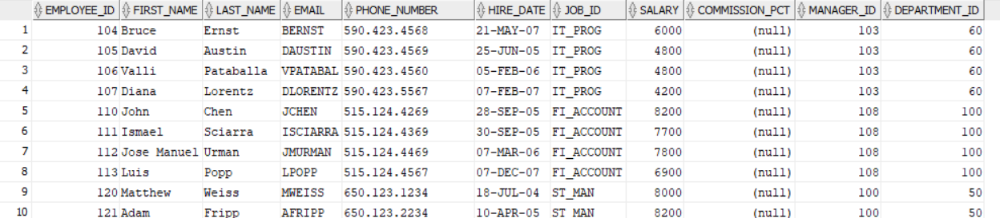 EMPLOYEE_ID FIRST_NAME LAST_NAME EMAIL PHONE_NUMBER HIRE_DATE JOB_ID SALARY COMMISSION_PCT MANAGER_ID DEPARTMENT_ID
1 104 Bruce Ernst BERNST 590.423.4568 21-MAY-07 IT_PROG 6000 (null) 103 60
2 105 David Austin DAUSTIN 590.423.4569 25-JUN-05 IT_PROG 4800 (null) 103 60
3 106 Valli Pataballa VPATABAL 590.423.4560 05-FEB-06 IT_PROG 4800 (null) 103 60
4 107 Diana Lorentz DLORENTZ 590.423.5567 07-FEB-07 IT_PROG 4200 (null) 103 60
5 110 John Chen JCHEN 515.124.4269 28-SEP-05 FI_ACCOUNT 8200 (null) 108 100
6 111 Ismael Sciarra ISCIARRA 515.124.4369 30-SEP-05 FI_ACCOUNT 7700 (null) 108 100
7 112 Jose Manuel Urman JMURMAN 515.124.4469 07-MAR-06 FI_ACCOUNT 7800 (null) 108 100
8 113 Luis Popp LPOPP 515.124.4567 07-DEC-07 FI_ACCOUNT 6900 (null) 108 100
9 120 Matthew Weiss MWEISS 650.123.1234 18-JUL-04 ST_MAN 8000 (null) 100 50
10 121 Adam Fripp AFRIPP 650.123.2234 10-APR-05 ST_MAN 8200 (null) 100 50